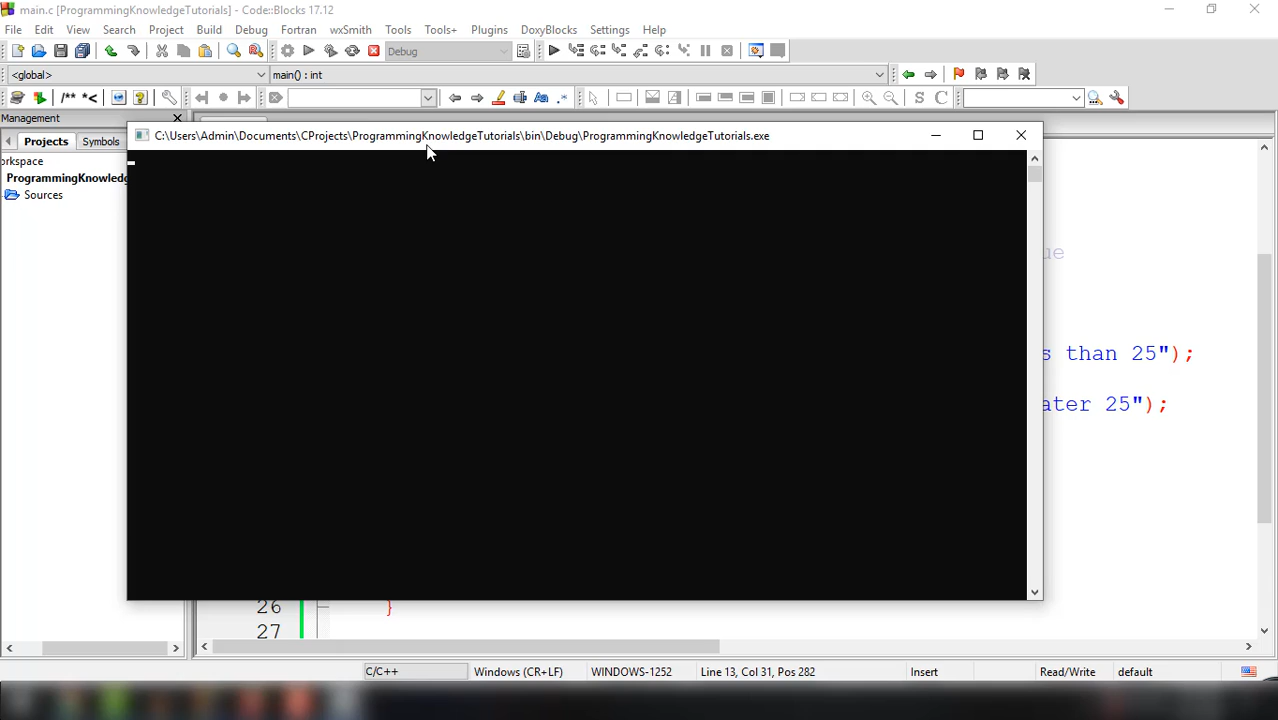 main.c [ProgrammingKnowledgeTutorials] - Code::Blocks 17.12
File Edit View Search Project Build Debug Fortran wxSmith Tools Tools+ Plugins DoxyBlocks Settings Help
Debug
<global> main() : int
/** *<
S C
Management
Projects Symbols
C:\Users\Admin\Documents\CProjects\ProgrammingKnowledgeTutorials\bin\Debug\ProgrammingKnowledgeTutorials.exe
orkspace
ProgrammingKnowledg
Sources
ue
s than 25");
ater 25");
26 }
27
C/C++ Windows (CR+LF) WINDOWS-1252 Line 13, Col 31, Pos 282 Insert Read/Write default